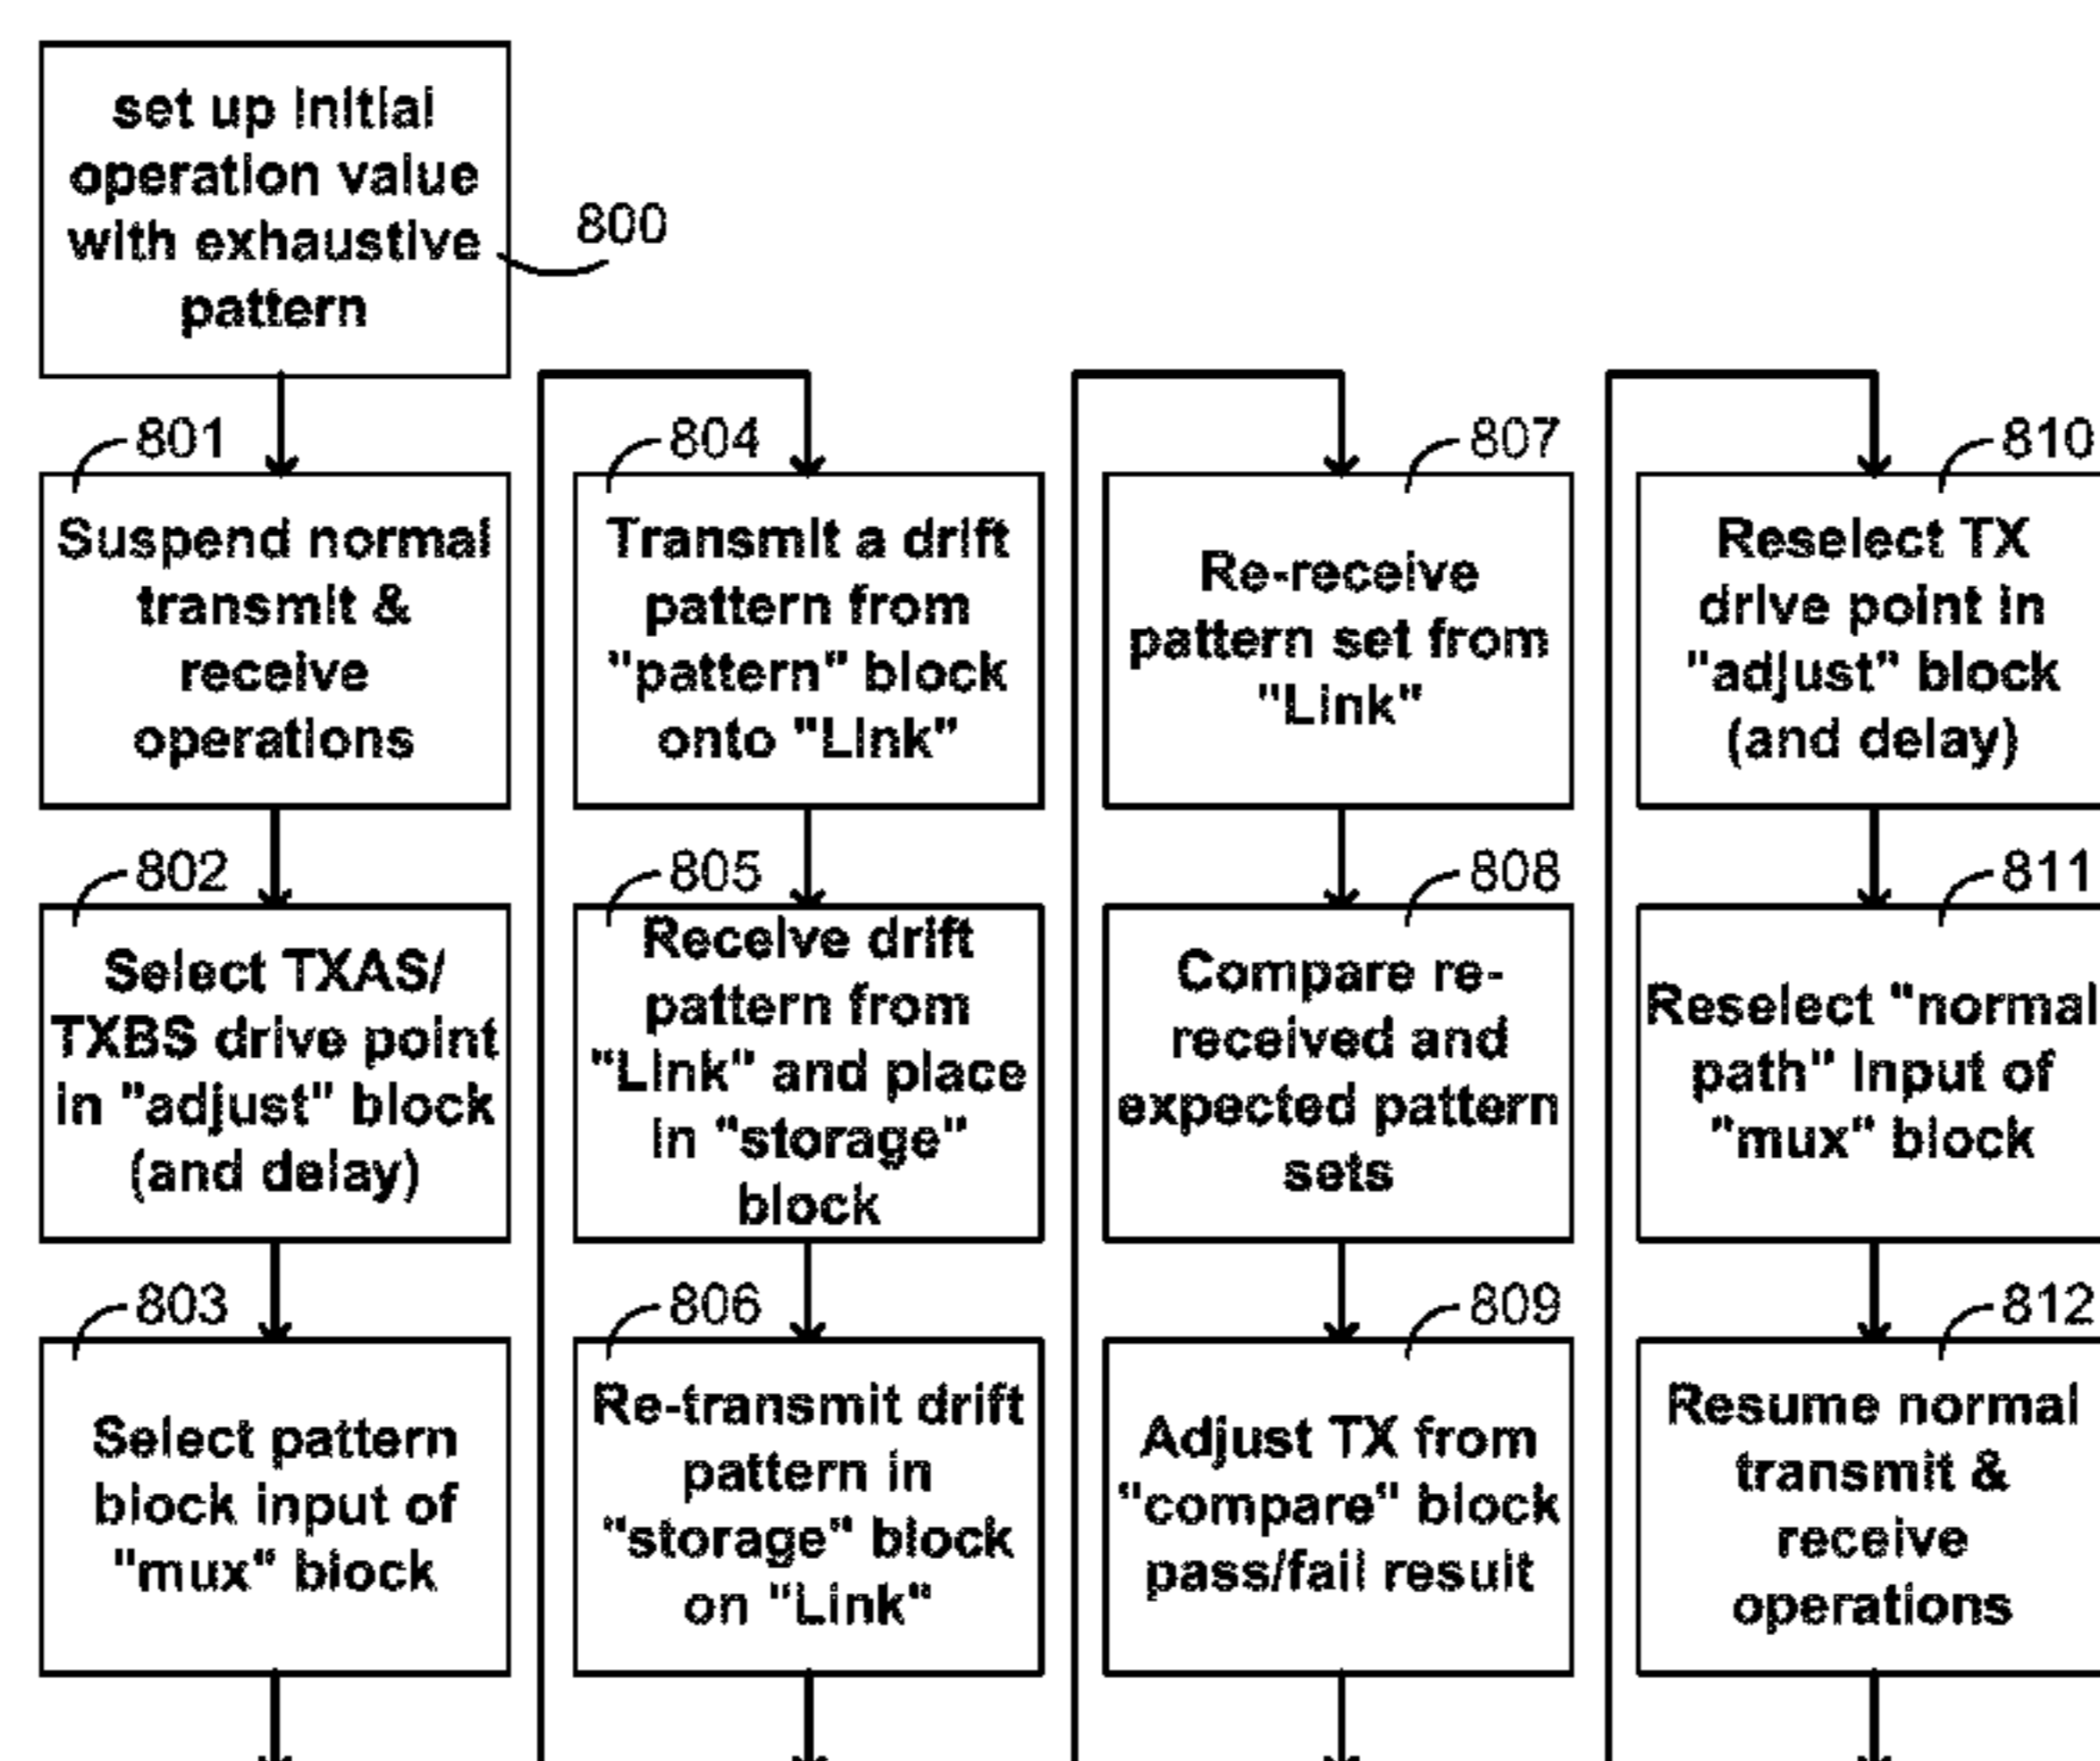 set up initial
operation value
with exhaustive
pattern
800
801
Suspend normal
transmit &
receive
operations
802
Select TXAS/
TXBS drive point
in "adjust" block
(and delay)
803
Select pattern
block input of
"mux" block
804
Transmit a drift
pattern from
"pattern" block
onto "Link"
805
Receive drift
pattern from
"Link" and place
in "storage"
block
806
Re-transmit drift
pattern in
"storage" block
on "Link"
807
Re-receive
pattern set from
"Link"
808
Compare re-
received and
expected pattern
sets
809
Adjust TX from
"compare" block
pass/fail result
810
Reselect TX
drive point in
"adjust" block
(and delay)
811
Reselect "normal
path" input of
"mux" block
812
Resume normal
transmit &
receive
operations